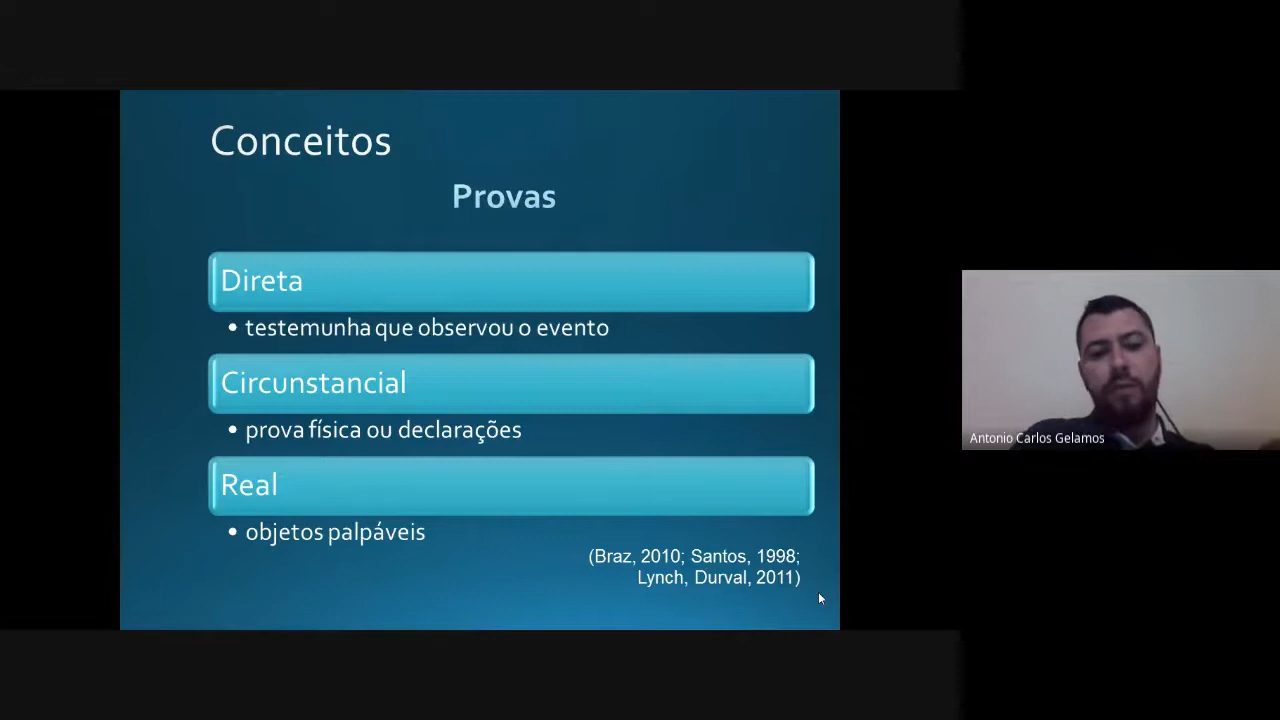 Conceitos
Provas
Direta
• testemunha que observou o evento
Circunstancial
• prova física ou declarações
Real
• objetos palpáveis
(Braz, 2010; Santos, 1998;
Lynch, Durval, 2011)
Antonio Carlos Gelamos